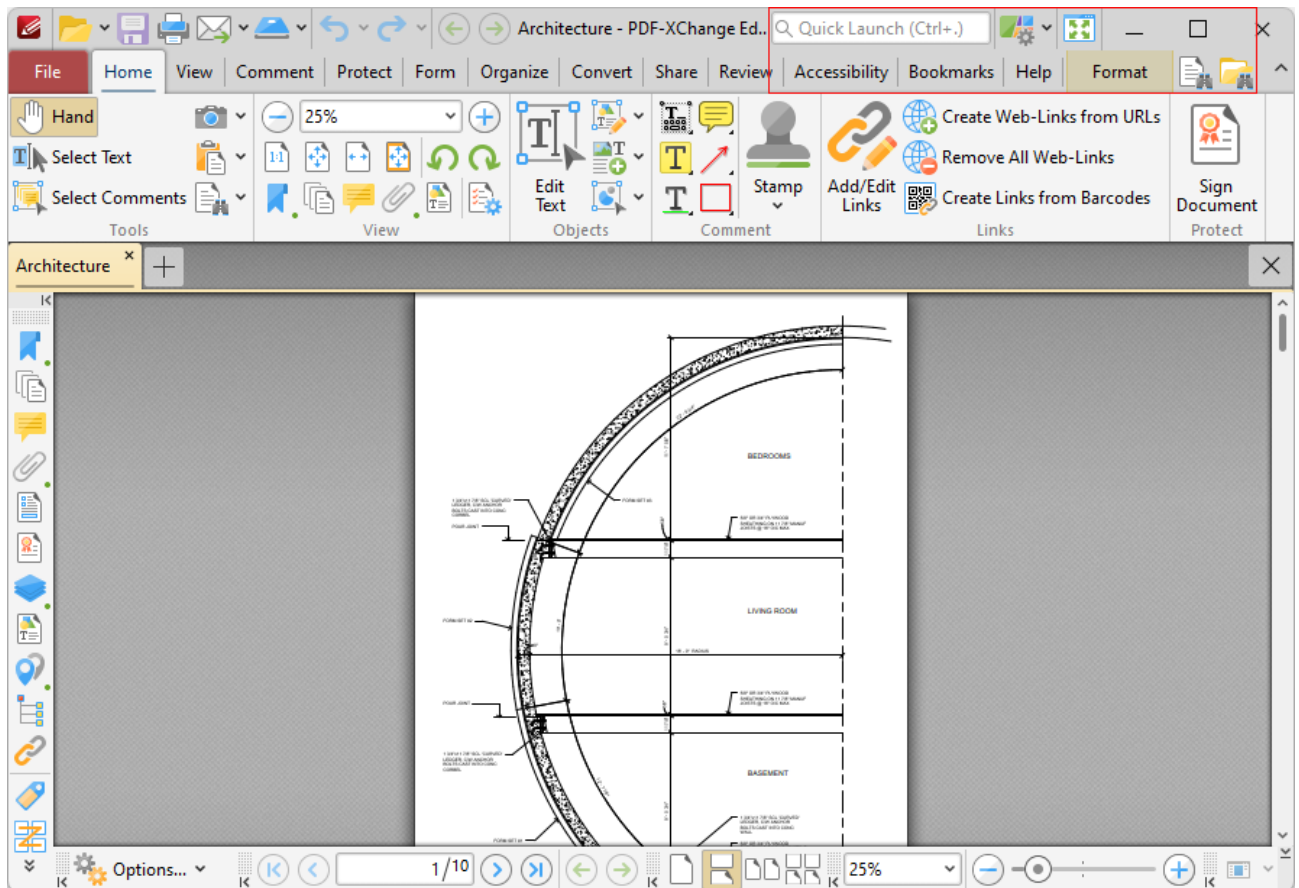 Architecture - PDF-XChange Ed..
Quick Launch (Ctrl+.)
File Home View Comment Protect Form Organize Convert Share Review Accessibility Bookmarks Help Format
Hand
25%
Create Web-Links from URLs
Select Text
1:1
Remove All Web-Links
Select Comments
Edit Text
Stamp
Add/Edit Links
Create Links from Barcodes
Sign Document
Tools View Objects Comment Links Protect
Architecture
BEDROOMS
LIVING ROOM
BASEMENT
Options...
1/10
25%